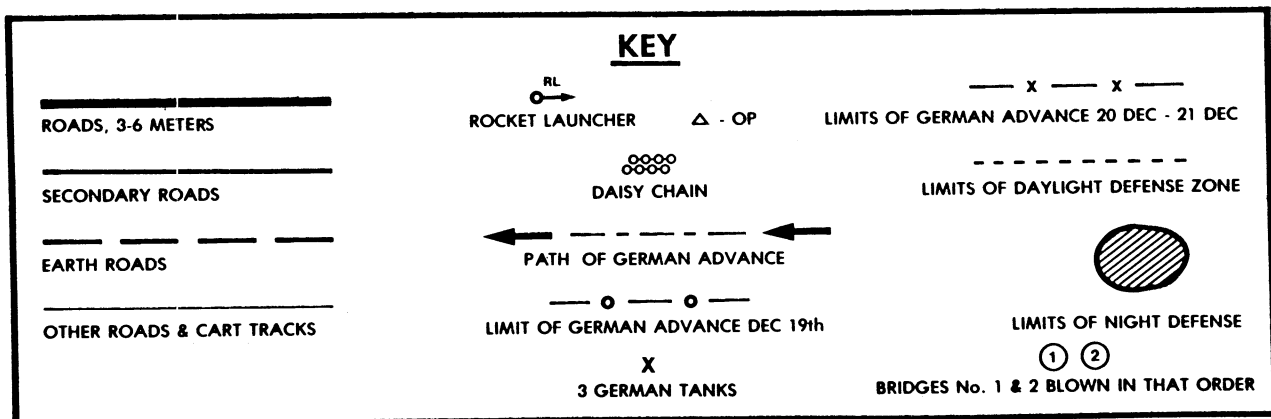 KEY
ROADS, 3-6 METERS
SECONDARY ROADS
EARTH ROADS
OTHER ROADS & CART TRACKS
RL
ROCKET LAUNCHER
Δ - OP
DAISY CHAIN
PATH OF GERMAN ADVANCE
LIMIT OF GERMAN ADVANCE DEC 19th
X
3 GERMAN TANKS
X X
LIMITS OF GERMAN ADVANCE 20 DEC - 21 DEC
LIMITS OF DAYLIGHT DEFENSE ZONE
LIMITS OF NIGHT DEFENSE
1 2
BRIDGES No. 1 & 2 BLOWN IN THAT ORDER